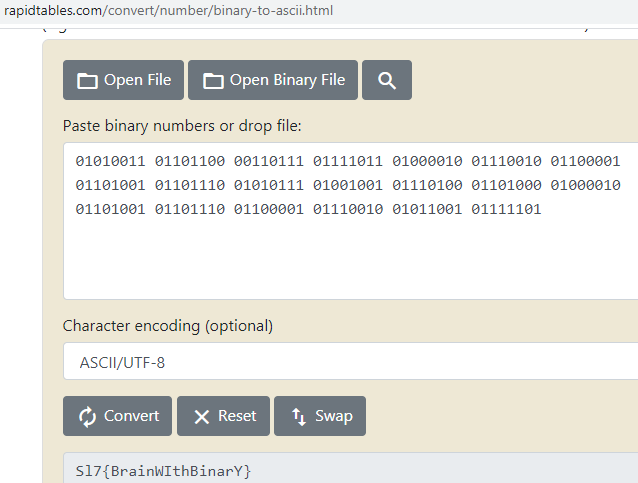 rapidtables.com/convert/number/binary-to-ascii.html
Open File
Open Binary File
Paste binary numbers or drop file:
01010011 01101100 00110111 01111011 01000010 01110010 01100001
01101001 01101110 01010111 01001001 01110100 01101000 01000010
01101001 01101110 01100001 01110010 01011001 01111101
Character encoding (optional)
ASCII/UTF-8
Convert
Reset
Swap
Sl7{BrainWIthBinarY}